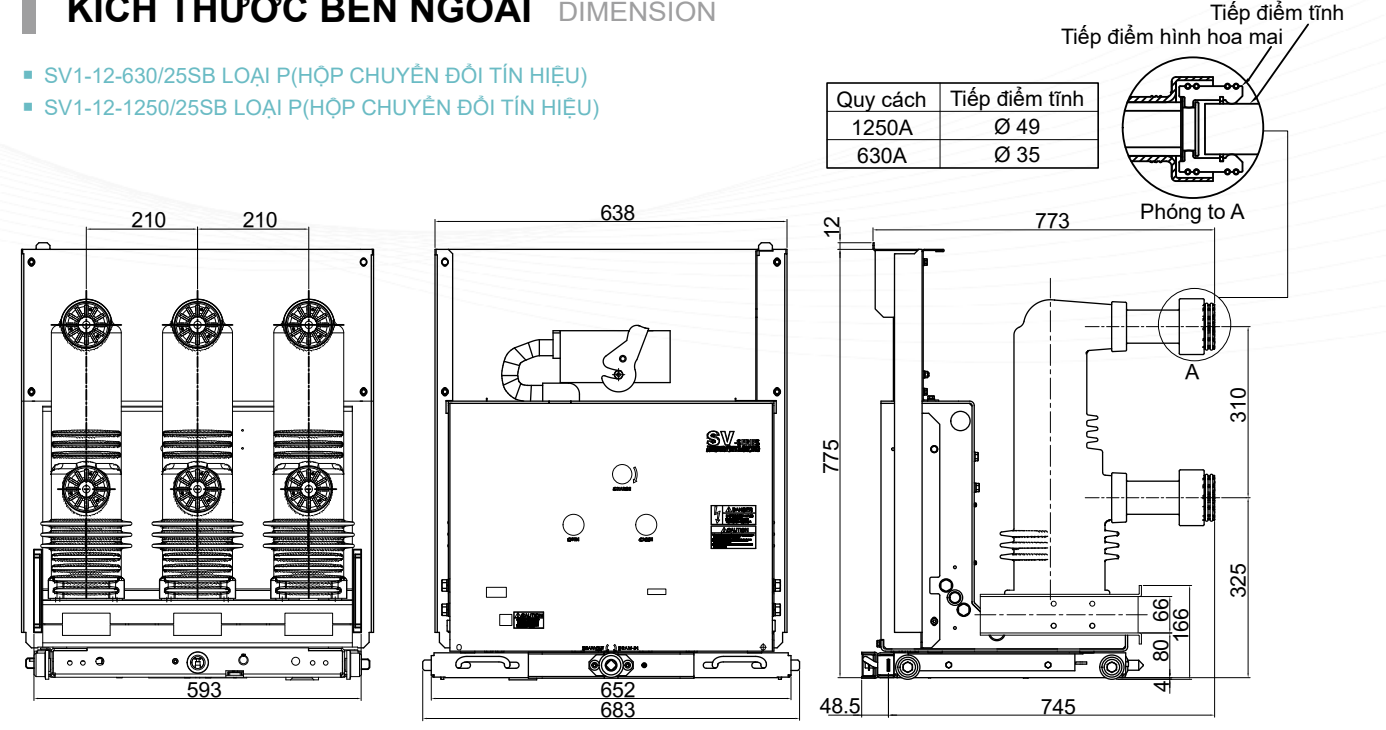 KÍCH THƯỚC BÊN NGOÀI DIMENSION
SV1-12-630/25SB LOẠI P(HỘP CHUYỂN ĐỔI TÍN HIỆU)
SV1-12-1250/25SB LOẠI P(HỘP CHUYỂN ĐỔI TÍN HIỆU)
Tiếp điểm tĩnh
Tiếp điểm hình hoa mai
Quy cách Tiếp điểm tĩnh
1250A Ø 49
630A Ø 35
Phóng to A
210 210
593
638
SV
DANGER
CAUTION
652
683
12
773
775
A
310
325
66
166
80
4
48.5
745